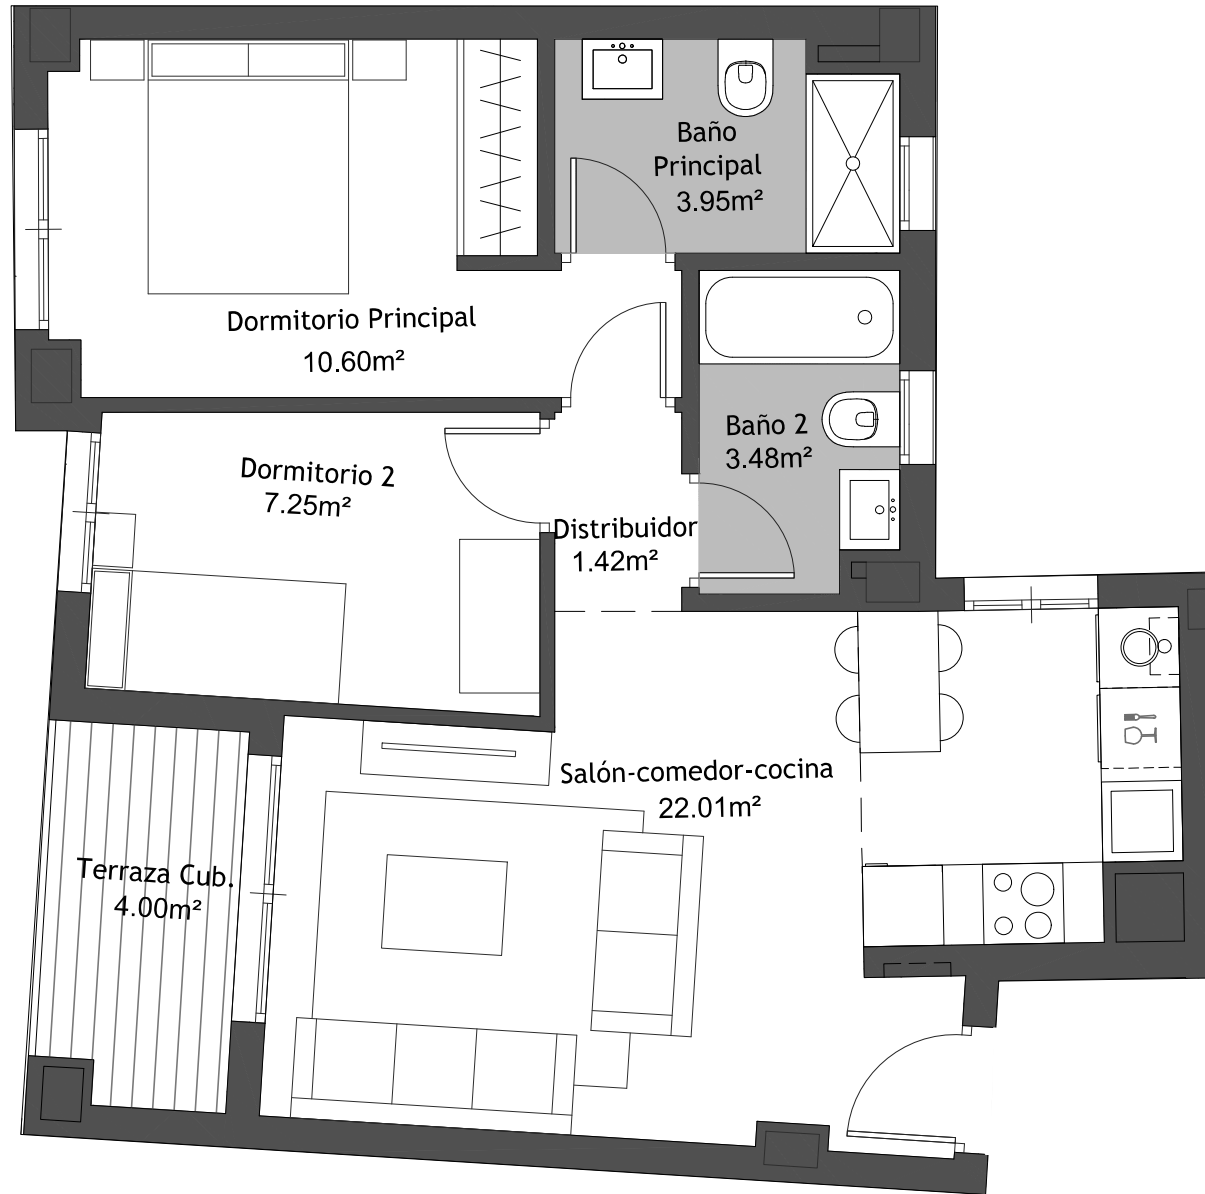 Baño
Principal
3.95m²
Dormitorio Principal
10.60m²
Baño 2
3.48m²
Dormitorio 2
7.25m²
Distribuidor
1.42m²
Salón-comedor-cocina
22.01m²
Terraza Cub.
4.00m²